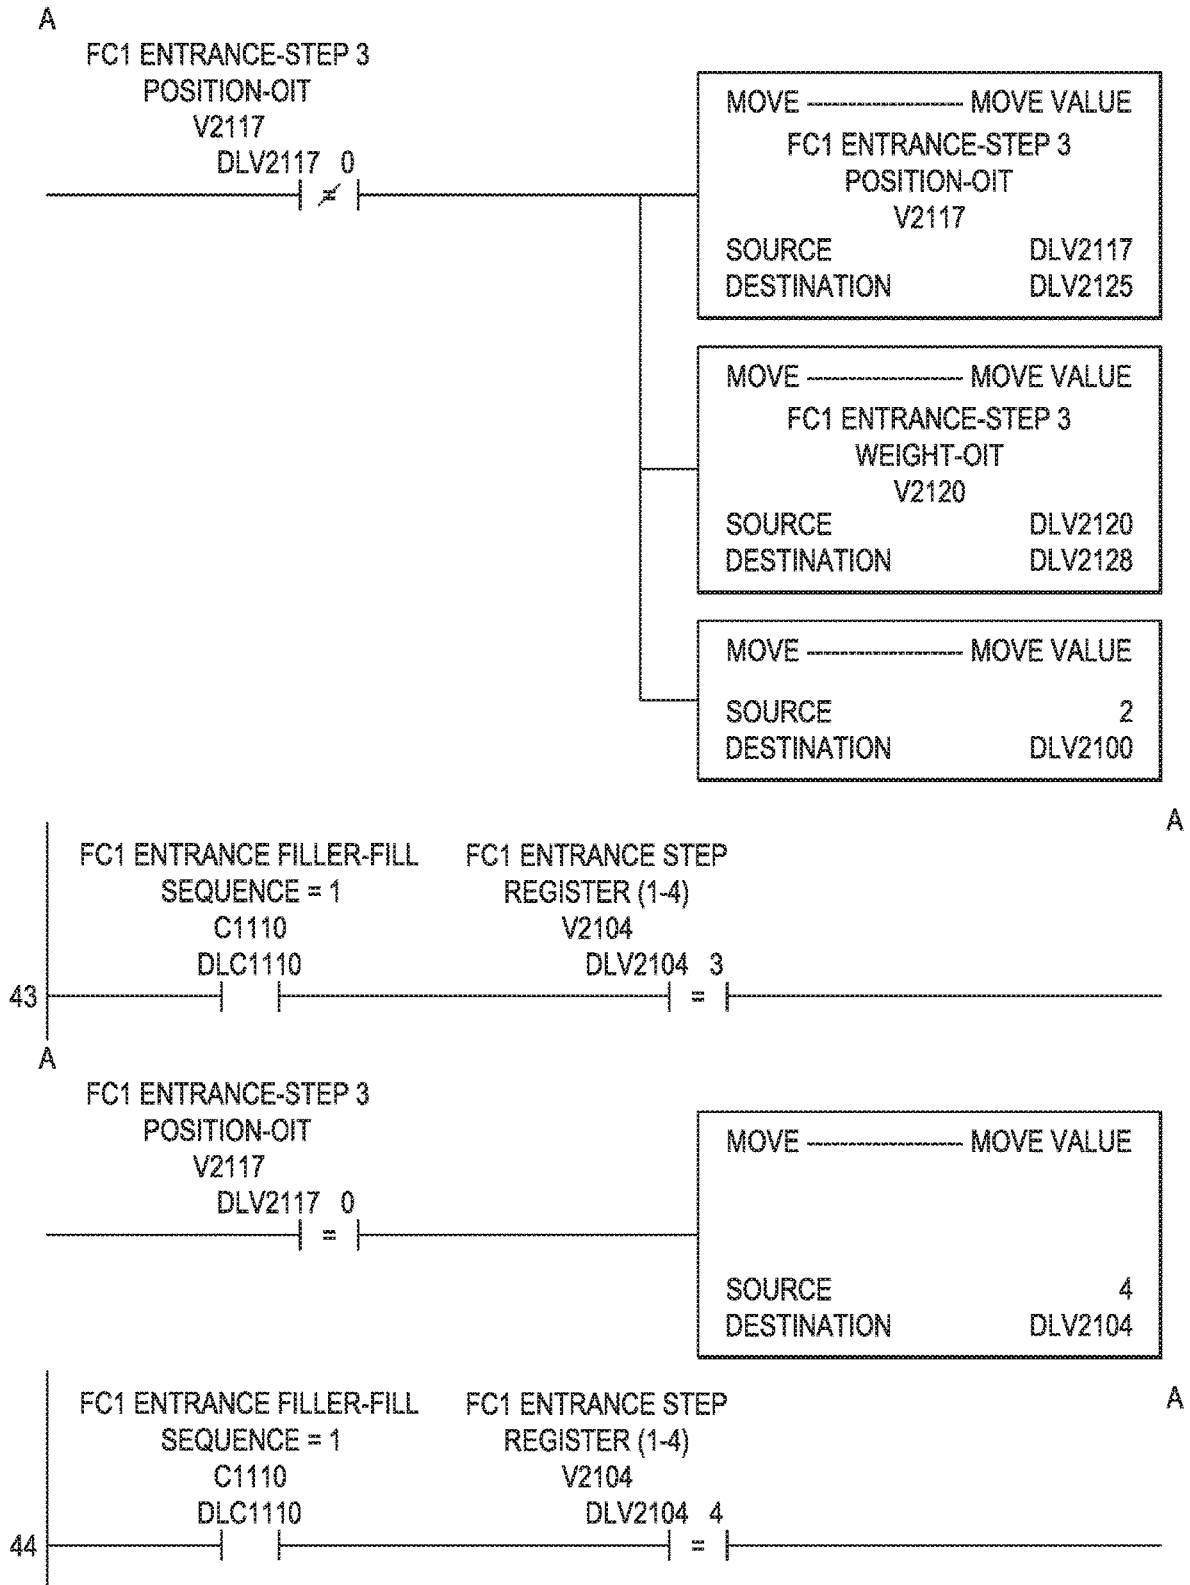 A
FC1 ENTRANCE-STEP 3
POSITION-OIT
V2117
DLV2117 0
≠
MOVE ---------------- MOVE VALUE
FC1 ENTRANCE-STEP 3
POSITION-OIT
V2117
SOURCE DLV2117
DESTINATION DLV2125
MOVE ---------------- MOVE VALUE
FC1 ENTRANCE-STEP 3
WEIGHT-OIT
V2120
SOURCE DLV2120
DESTINATION DLV2128
MOVE ---------------- MOVE VALUE
SOURCE 2
DESTINATION DLV2100
A
FC1 ENTRANCE FILLER-FILL
SEQUENCE = 1
C1110
DLC1110
FC1 ENTRANCE STEP
REGISTER (1-4)
V2104
DLV2104 3
43
=
A
FC1 ENTRANCE-STEP 3
POSITION-OIT
V2117
DLV2117 0
=
MOVE ---------------- MOVE VALUE
SOURCE 4
DESTINATION DLV2104
A
FC1 ENTRANCE FILLER-FILL
SEQUENCE = 1
C1110
DLC1110
FC1 ENTRANCE STEP
REGISTER (1-4)
V2104
DLV2104 4
44
=